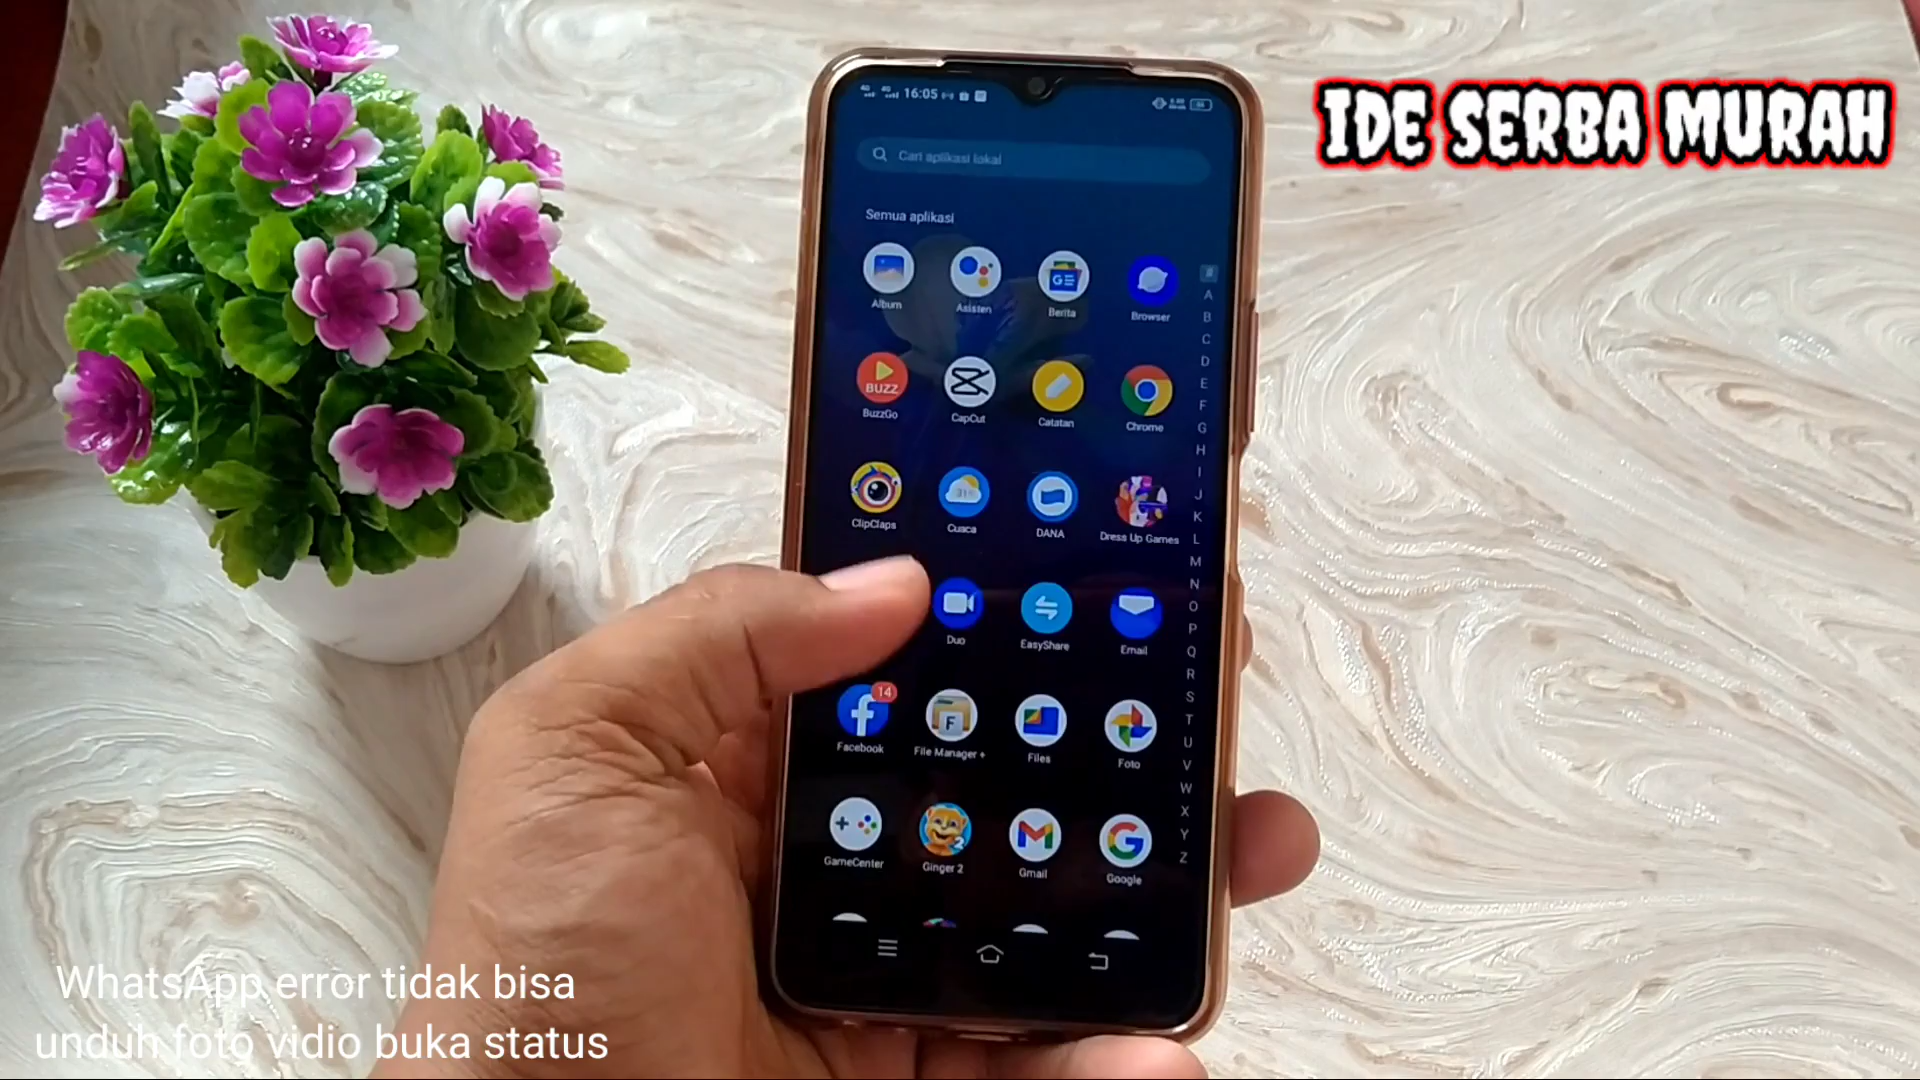 IDE SERBA MURAH
16:05
Cari aplikasi lokal
Semua aplikasi
Album
Asisten
Berita
Browser
BuzzGo
CapCut
Catatan
Chrome
ClipClaps
Cuaca
DANA
Dress Up Games
Duo
EasyShare
Email
Facebook
14
File Manager +
Files
Foto
GameCenter
Ginger 2
Gmail
Google
#
A
B
C
D
E
F
G
H
I
J
K
L
M
N
O
P
Q
R
S
T
U
V
W
X
Y
Z
WhatsApp error tidak bisa
unduh foto vidio buka status